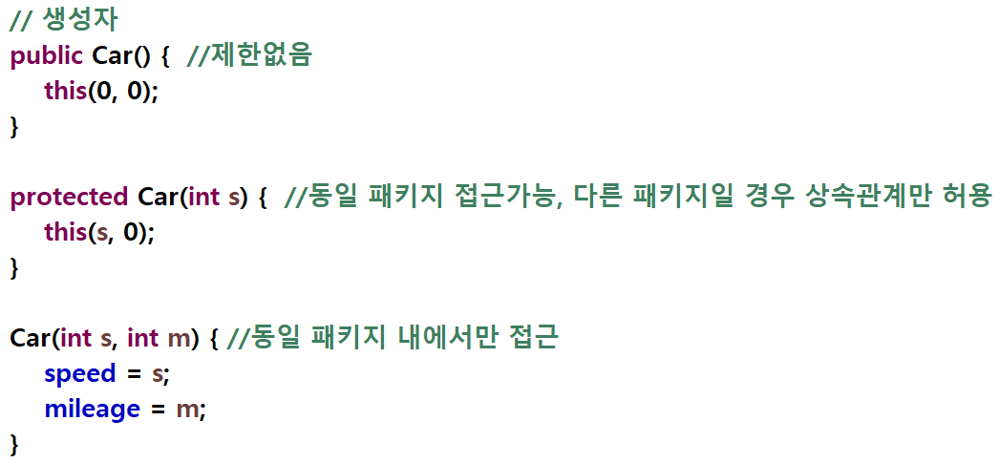 // 생성자
public Car() {  //제한없음
    this(0, 0);
}
protected Car(int s) {  //동일 패키지 접근가능, 다른 패키지일 경우 상속관계만 허용
    this(s, 0);
}
Car(int s, int m) { //동일 패키지 내에서만 접근
    speed = s;
    mileage = m;
}